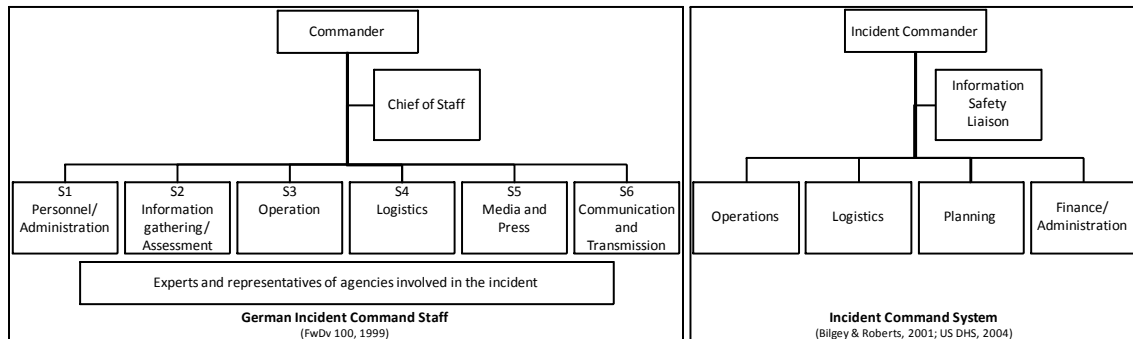 Commander
Chief of Staff
S1
Personnel/
Administration
S2
Information
gathering/
Assessment
S3
Operation
S4
Logistics
S5
Media and
Press
S6
Communication
and
Transmission
Experts and representatives of agencies involved in the incident
German Incident Command Staff
(FwDv 100, 1999)
Incident Commander
Information
Safety
Liaison
Operations
Logistics
Planning
Finance/
Administration
Incident Command System
(Bilgey & Roberts, 2001; US DHS, 2004)